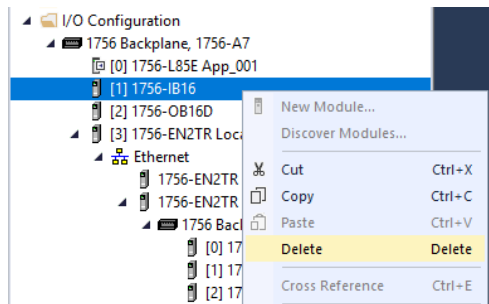 I/O Configuration
1756 Backplane, 1756-A7
[0] 1756-L85E App_001
[1] 1756-IB16
[2] 1756-OB16D
[3] 1756-EN2TR Loca
Ethernet
1756-EN2TR
1756-EN2TR
1756 Bac
[0] 17
[1] 17
[2] 17
New Module...
Discover Modules...
Cut Ctrl+X
Copy Ctrl+C
Paste Ctrl+V
Delete Delete
Cross Reference Ctrl+E